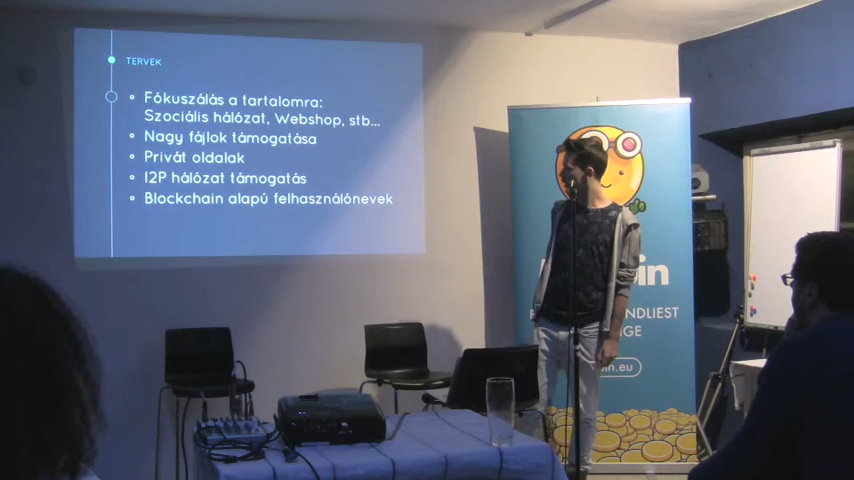 TERVEK
Fókuszálás a tartalomra:
Szociális hálózat, Webshop, stb...
Nagy fájlok támogatása
Privát oldalak
I2P hálózat támogatás
Blockchain alapú felhasználónevek